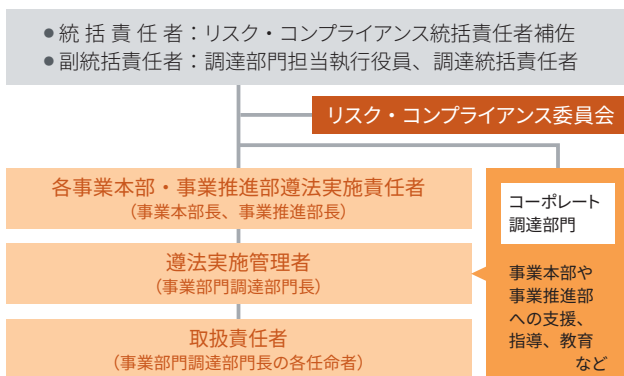 ●統括責任者：リスク・コンプライアンス統括責任者補佐
●副統括責任者：調達部門担当執行役員、調達統括責任者
リスク・コンプライアンス委員会
各事業本部・事業推進部遵法実施責任者
（事業本部長、事業推進部長）
遵法実施管理者
（事業部門調達部門長）
取扱責任者
（事業部門調達部門長の各任命者）
コーポレート
調達部門
事業本部や
事業推進部
への支援、
指導、教育
など